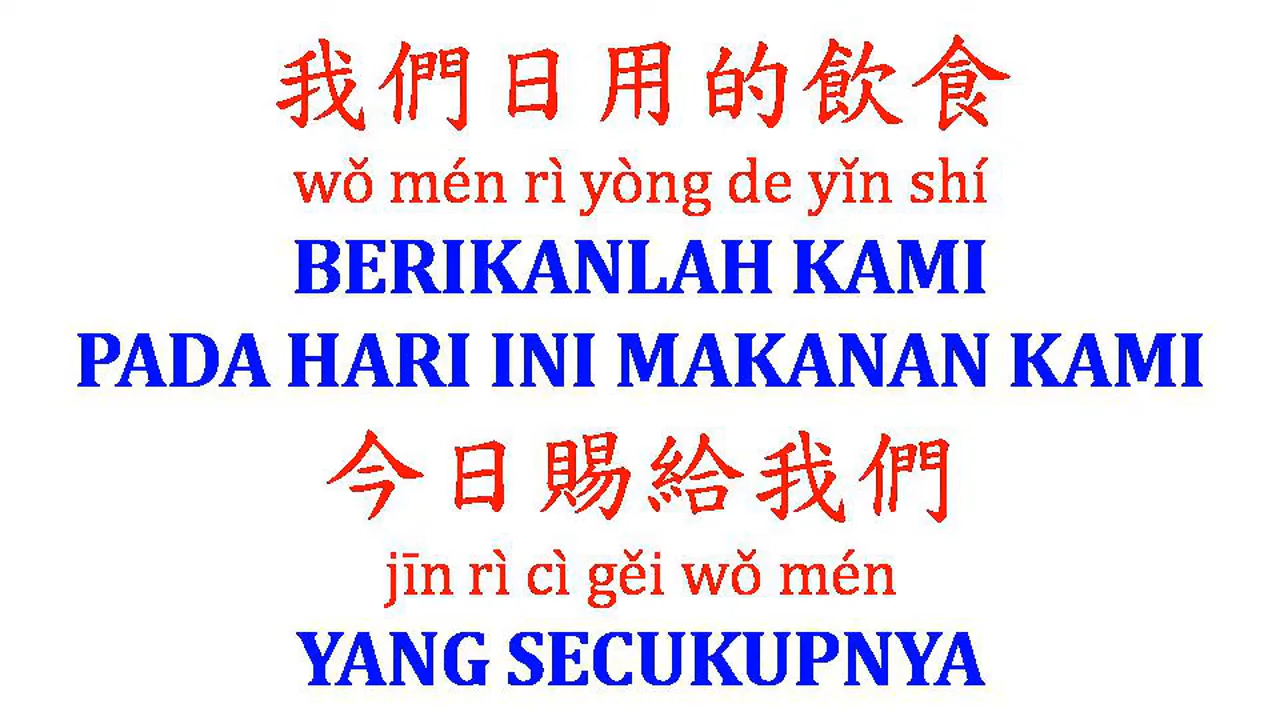 我們日用的飲食
wǒ mén rì yòng de yǐn shí
BERIKANLAH KAMI
PADA HARI INI MAKANAN KAMI
今日賜給我們
jīn rì cì gěi wǒ mén
YANG SECUKUPNYA